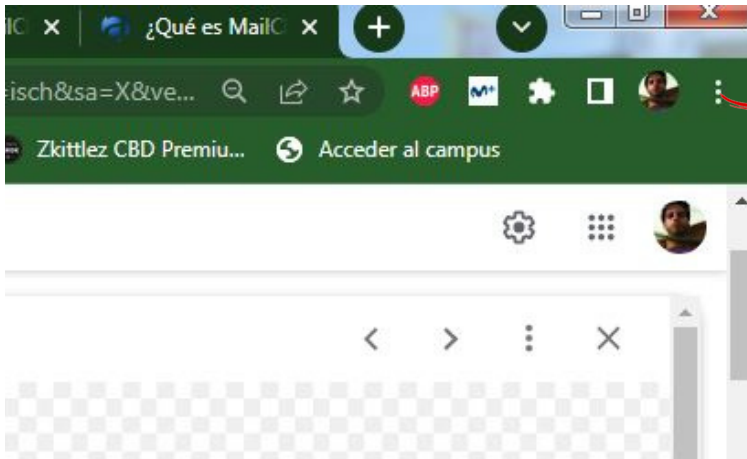 ¿Qué es MailC
=isch&sa=X&ve...
ABP
M+
Zkittlez CBD Premiu...
Acceder al campus